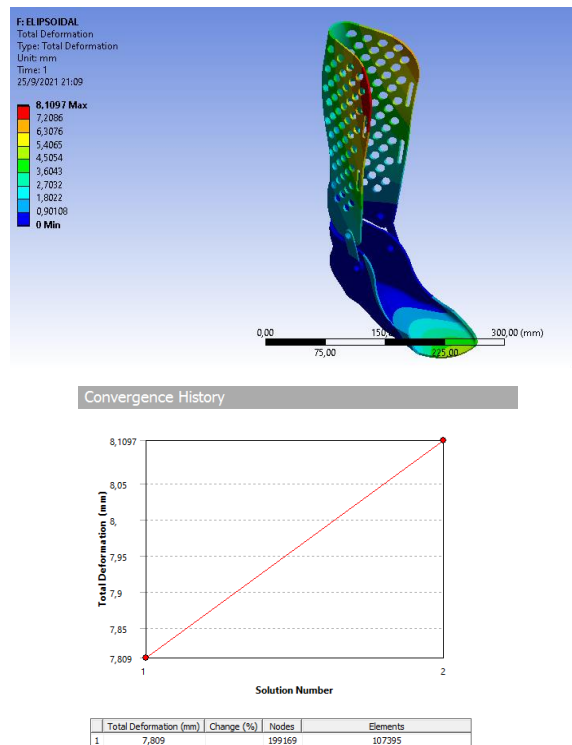 F: ELIPSOIDAL
Total Deformation
Type: Total Deformation
Unit: mm
Time: 1
25/9/2021 21:09
8,1097 Max
7,2086
6,3076
5,4065
4,5054
3,6043
2,7032
1,8022
0,90108
0 Min
0,00 150, 300,00 (mm)
75,00 225,00
Convergence History
8,1097
8,05
8,
7,95
7,9
7,85
7,809
Total Deformation (mm)
1 2
Solution Number
Total Deformation (mm) Change (%) Nodes Elements
1 7,809 199169 107395